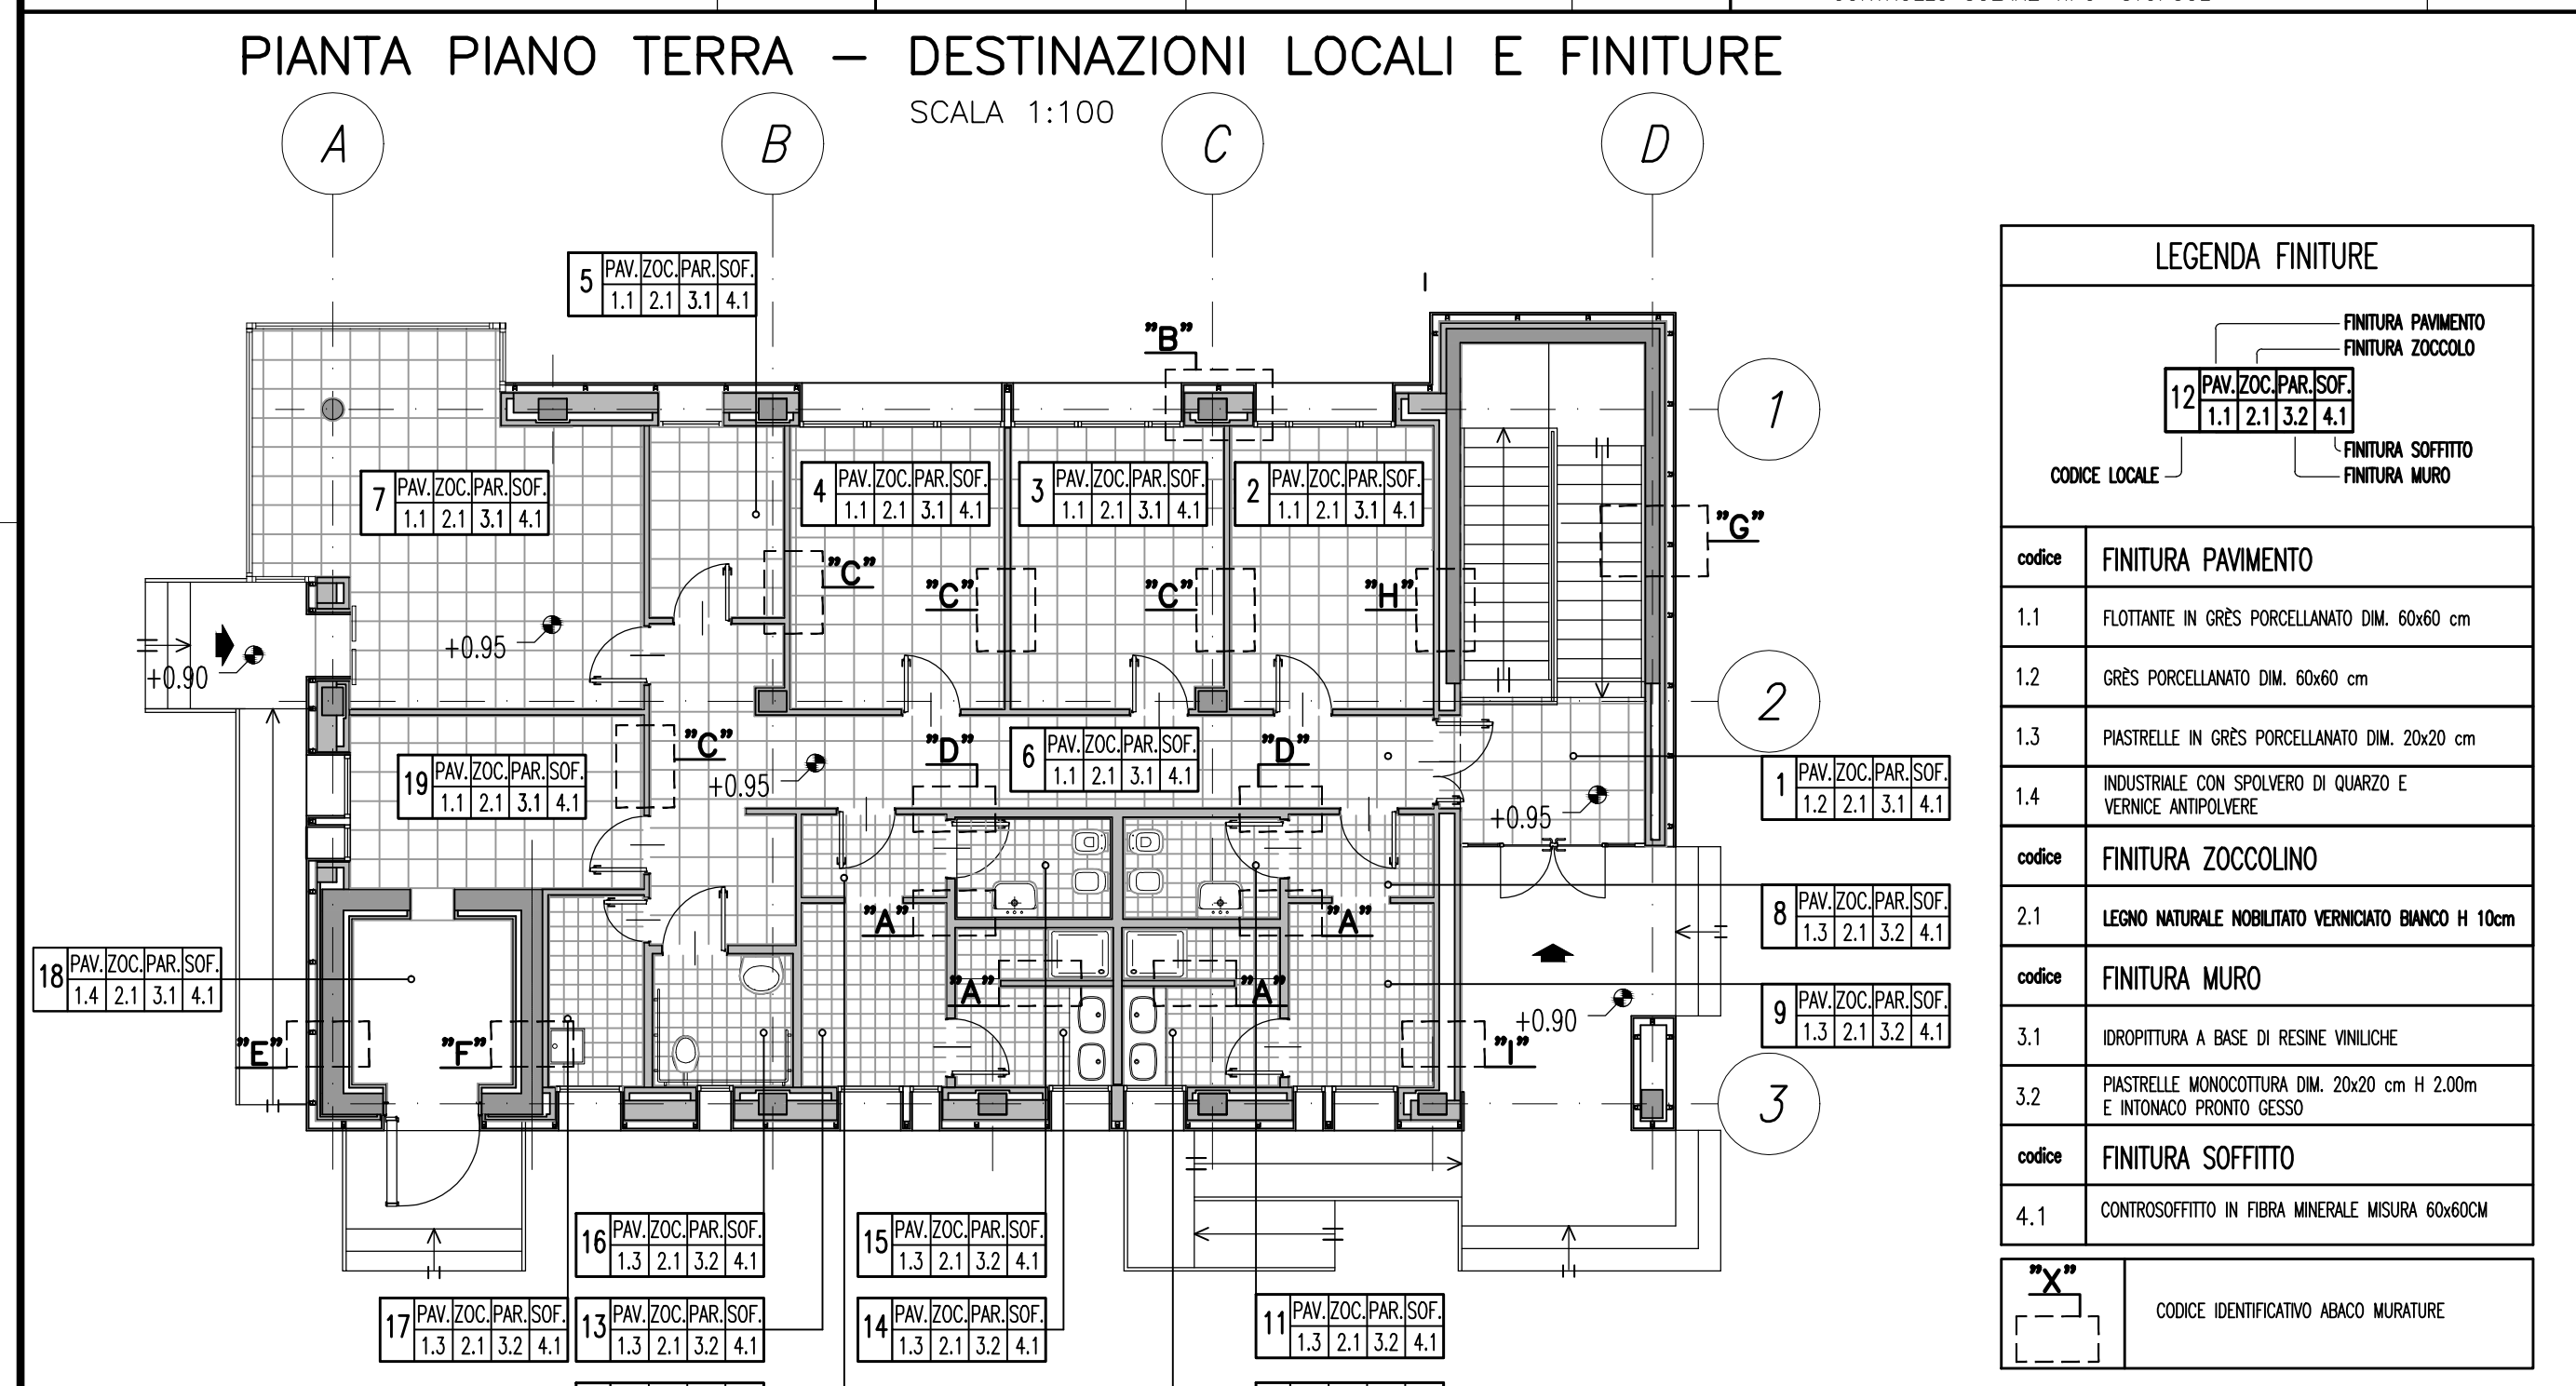 PIANTA PIANO TERRA – DESTINAZIONI LOCALI E FINITURE
SCALA 1:100
A
B
C
D
5 PAV. ZOC. PAR. SOF.
1.1 2.1 3.1 4.1
"B"
1
7 PAV. ZOC. PAR. SOF.
1.1 2.1 3.1 4.1
4 PAV. ZOC. PAR. SOF.
1.1 2.1 3.1 4.1
3 PAV. ZOC. PAR. SOF.
1.1 2.1 3.1 4.1
2 PAV. ZOC. PAR. SOF.
1.1 2.1 3.1 4.1
"G"
"C"
"C"
"C"
"H"
+0.95
+0.90
2
"C"
"D"
6 PAV. ZOC. PAR. SOF.
1.1 2.1 3.1 4.1
"D"
19 PAV. ZOC. PAR. SOF.
1.1 2.1 3.1 4.1
+0.95
1 PAV. ZOC. PAR. SOF.
1.2 2.1 3.1 4.1
+0.95
8 PAV. ZOC. PAR. SOF.
1.3 2.1 3.2 4.1
"A"
"A"
18 PAV. ZOC. PAR. SOF.
1.4 2.1 3.1 4.1
"A"
"A"
9 PAV. ZOC. PAR. SOF.
1.3 2.1 3.2 4.1
+0.90
"E"
"F"
"I"
3
16 PAV. ZOC. PAR. SOF.
1.3 2.1 3.2 4.1
15 PAV. ZOC. PAR. SOF.
1.3 2.1 3.2 4.1
17 PAV. ZOC. PAR. SOF.
1.3 2.1 3.2 4.1
13 PAV. ZOC. PAR. SOF.
1.3 2.1 3.2 4.1
14 PAV. ZOC. PAR. SOF.
1.3 2.1 3.2 4.1
11 PAV. ZOC. PAR. SOF.
1.3 2.1 3.2 4.1
LEGENDA FINITURE
FINITURA PAVIMENTO
FINITURA ZOCCOLO
12 PAV. ZOC. PAR. SOF.
1.1 2.1 3.2 4.1
FINITURA SOFFITTO
CODICE LOCALE FINITURA MURO
codice FINITURA PAVIMENTO
1.1 FLOTTANTE IN GRÈS PORCELLANATO DIM. 60x60 cm
1.2 GRÈS PORCELLANATO DIM. 60x60 cm
1.3 PIASTRELLE IN GRÈS PORCELLANATO DIM. 20x20 cm
1.4 INDUSTRIALE CON SPOLVERO DI QUARZO E
VERNICE ANTIPOLVERE
codice FINITURA ZOCCOLINO
2.1 LEGNO NATURALE NOBILITATO VERNICIATO BIANCO H 10cm
codice FINITURA MURO
3.1 IDROPITTURA A BASE DI RESINE VINILICHE
3.2 PIASTRELLE MONOCOTTURA DIM. 20x20 cm H 2.00m
E INTONACO PRONTO GESSO
codice FINITURA SOFFITTO
4.1 CONTROSOFFITTO IN FIBRA MINERALE MISURA 60x60CM
"X"
CODICE IDENTIFICATIVO ABACO MURATURE